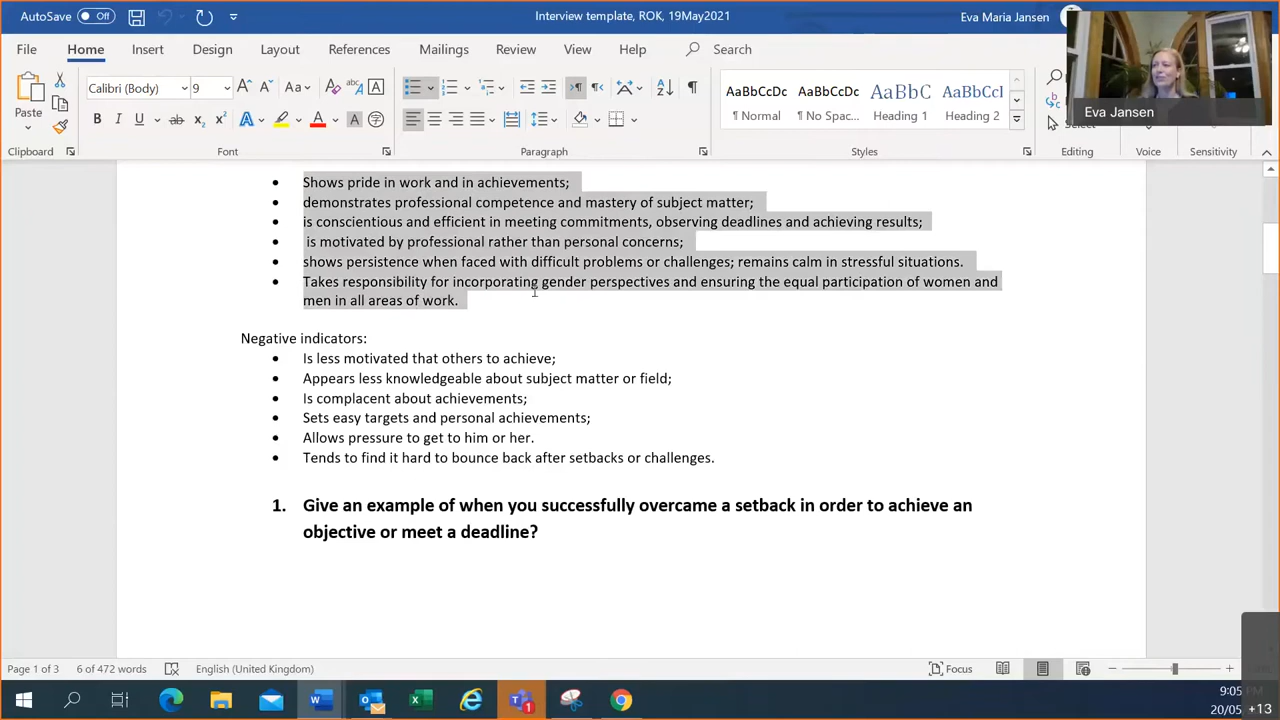 AutoSave Off
Interview template, ROK, 19May2021
Eva Maria Jansen
File Home Insert Design Layout References Mailings Review View Help Search
Eva Jansen
Calibri (Body) 9
Paste
AaBbCcDc AaBbCcDc AaBbC AaBbCcI
¶ Normal ¶ No Spac... Heading 1 Heading 2
Select
Clipboard Font Paragraph Styles Editing Voice Sensitivity
• Shows pride in work and in achievements;
• demonstrates professional competence and mastery of subject matter;
• is conscientious and efficient in meeting commitments, observing deadlines and achieving results;
• is motivated by professional rather than personal concerns;
• shows persistence when faced with difficult problems or challenges; remains calm in stressful situations.
• Takes responsibility for incorporating gender perspectives and ensuring the equal participation of women and
men in all areas of work.
Negative indicators:
• Is less motivated that others to achieve;
• Appears less knowledgeable about subject matter or field;
• Is complacent about achievements;
• Sets easy targets and personal achievements;
• Allows pressure to get to him or her.
• Tends to find it hard to bounce back after setbacks or challenges.
1. Give an example of when you successfully overcame a setback in order to achieve an
objective or meet a deadline?
Page 1 of 3 6 of 472 words English (United Kingdom) Focus
9:05 PM
20/05 +13